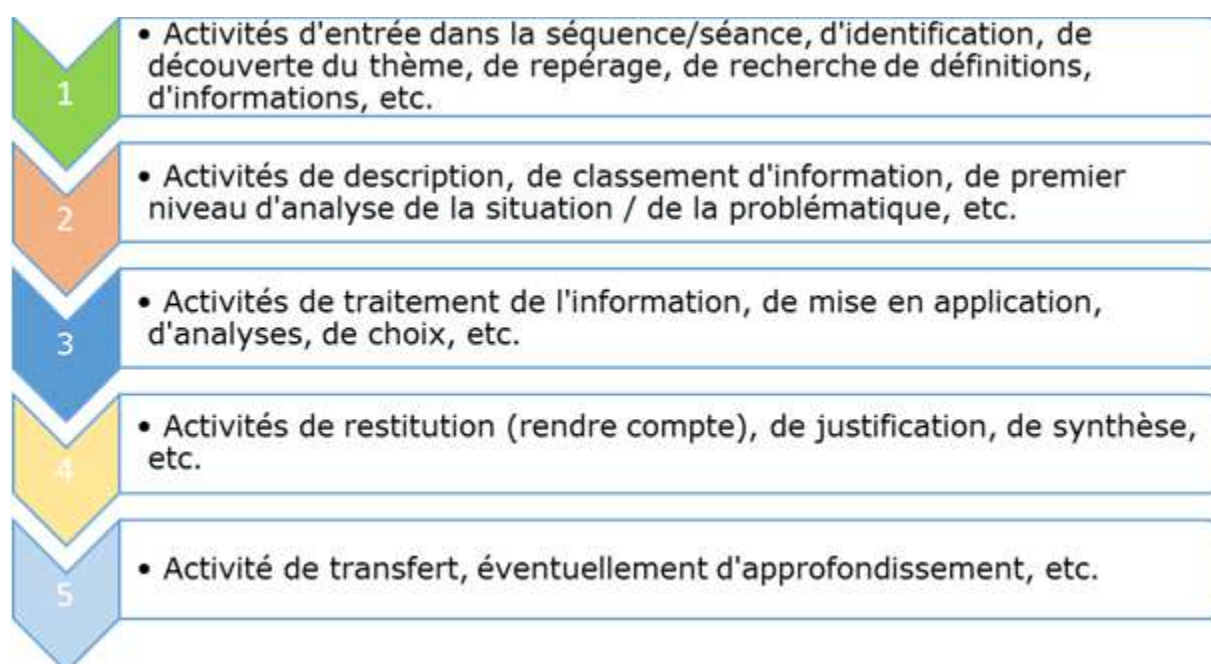 1
• Activités d'entrée dans la séquence/séance, d'identification, de
découverte du thème, de repérage, de recherche de définitions,
d'informations, etc.
2
• Activités de description, de classement d'information, de premier
niveau d'analyse de la situation / de la problématique, etc.
3
• Activités de traitement de l'information, de mise en application,
d'analyses, de choix, etc.
4
• Activités de restitution (rendre compte), de justification, de synthèse,
etc.
5
• Activité de transfert, éventuellement d'approfondissement, etc.